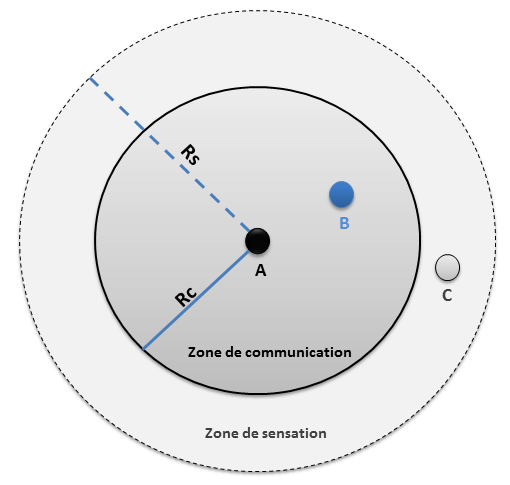 Rs
B
A
C
Rc
Zone de communication
Zone de sensation